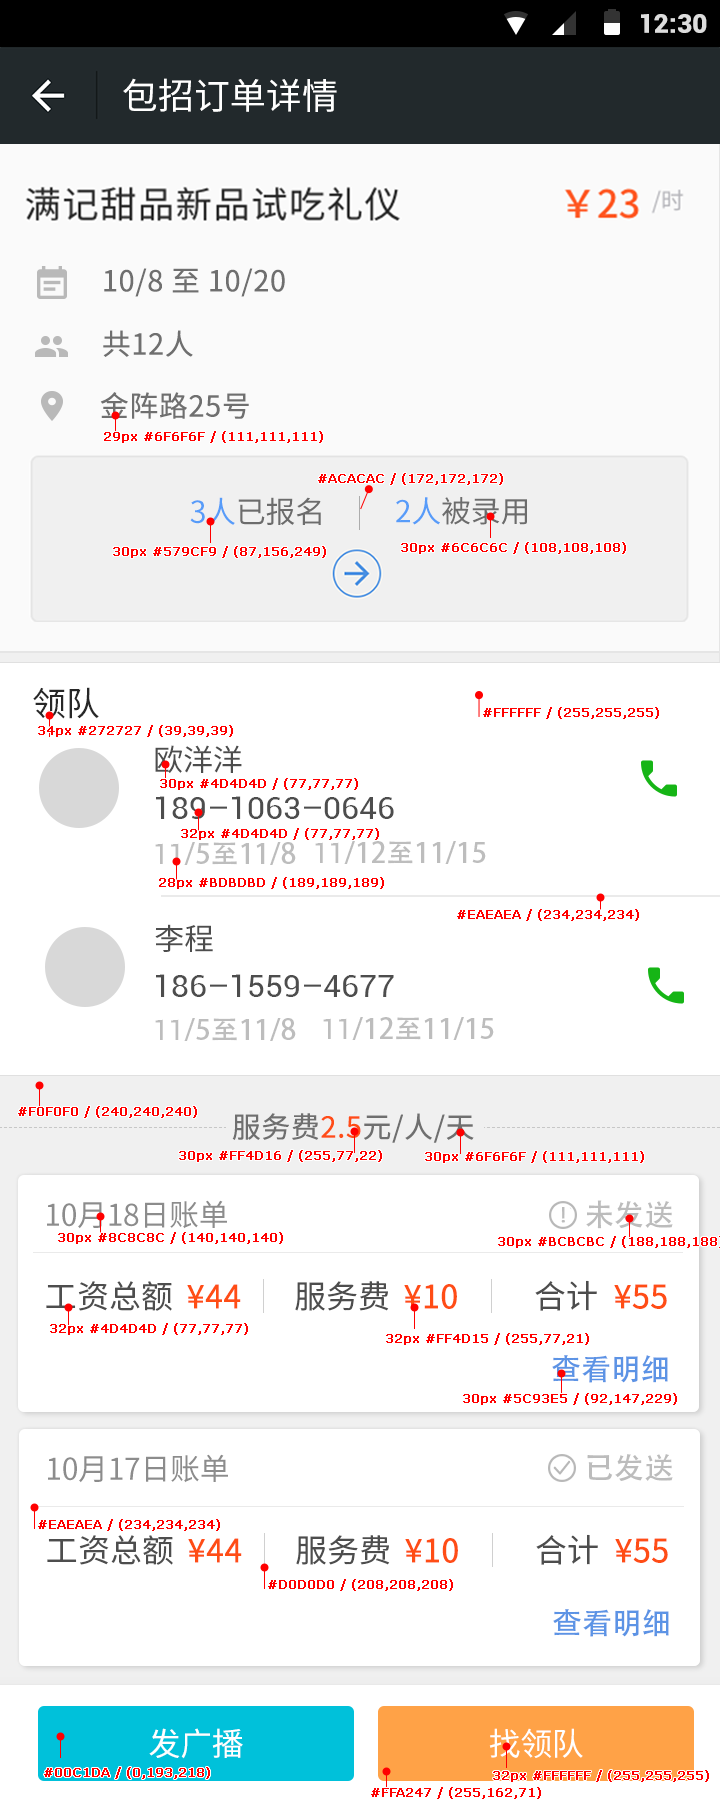 12:30
包招订单详情
满记甜品新品试吃礼仪 ¥23 /时
10/8 至 10/20
共12人
金阵路25号
29px #6F6F6F / (111,111,111)
#ACACAC / (172,172,172)
3人已报名 2人被录用
30px #579CF9 / (87,156,249) 30px #6C6C6C / (108,108,108)
领队
#FFFFFF / (255,255,255)
34px #272727 / (39,39,39)
欧洋洋
30px #4D4D4D / (77,77,77)
189-1063-0646
32px #4D4D4D / (77,77,77)
11/5至11/8 11/12至11/15
28px #BDBDBD / (189,189,189)
#EAEAEA / (234,234,234)
李程
186-1559-4677
11/5至11/8 11/12至11/15
#F0F0F0 / (240,240,240)
服务费2.5元/人/天
30px #FF4D16 / (255,77,22) 30px #6F6F6F / (111,111,111)
10月18日账单 未发送
30px #8C8C8C / (140,140,140) 30px #BCBCBC / (188,188,188)
工资总额 ¥44 服务费 ¥10 合计 ¥55
32px #4D4D4D / (77,77,77) 32px #FF4D15 / (255,77,21)
查看明细
30px #5C93E5 / (92,147,229)
10月17日账单 已发送
#EAEAEA / (234,234,234)
工资总额 ¥44 服务费 ¥10 合计 ¥55
#D0D0D0 / (208,208,208)
查看明细
发广播 找领队
#00C1DA / (0,193,218) 32px #FFFFFF / (255,255,255)
#FFA247 / (255,162,71)